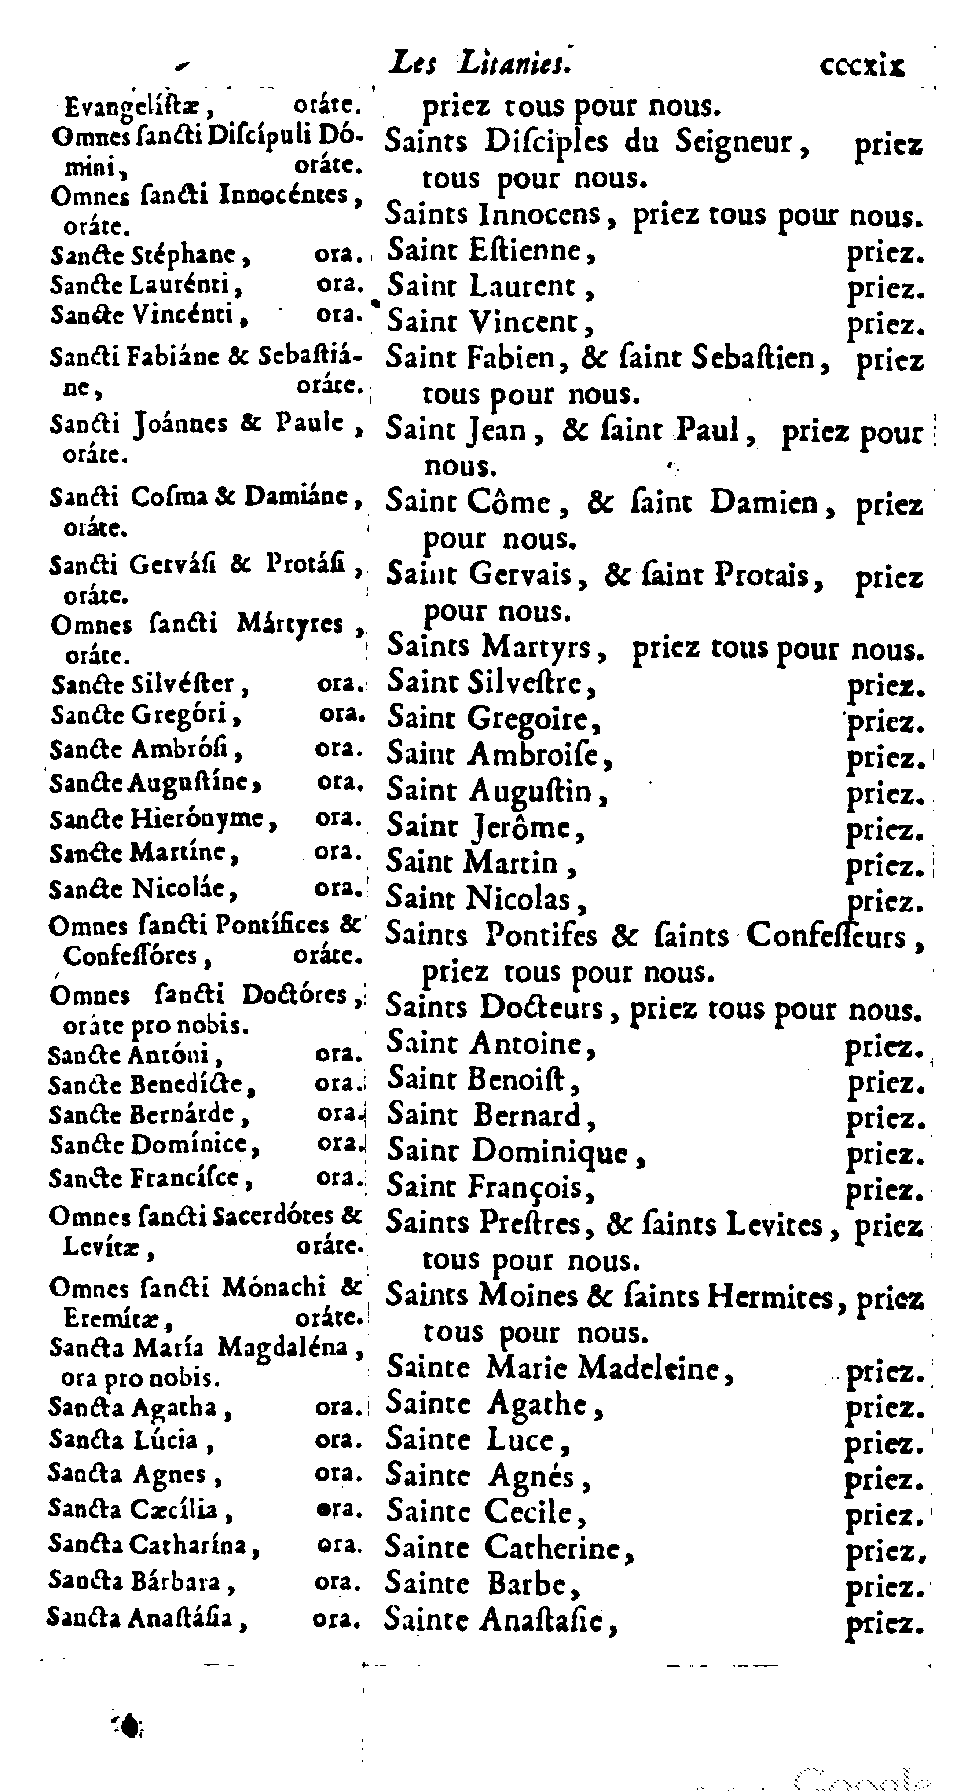 Les Litanies. cccxix
Evangelíſtæ, oráte.
Omnes ſancti Diſcípuli Dó-
mini, oráte.
Omnes ſancti Innocéntes,
oráte.
Sancte Stéphane, ora.
Sancte Laurénti, ora.
Sancte Vincénti, ora.
Sancti Fabiáne & Sebaſtiá-
ne, oráte.
Sancti Joánnes & Paule,
oráte.
Sancti Coſma & Damiáne,
oráte.
Sancti Gerváſi & Protáſi,
oráte.
Omnes ſancti Mártyres,
oráte.
Sancte Silvéſter, ora.
Sancte Gregóri, ora.
Sancte Ambróſi, ora.
Sancte Auguſtíne, ora.
Sancte Hierónyme, ora.
Sancte Martíne, ora.
Sancte Nicoláe, ora.
Omnes ſancti Pontífices &
Confeſſóres, oráte.
Omnes ſancti Doctóres,
oráte pro nobis.
Sancte Antóni, ora.
Sancte Benedícte, ora.
Sancte Bernárde, ora.
Sancte Domínice, ora.
Sancte Francíſce, ora.
Omnes ſancti Sacerdótes &
Levítæ, oráte.
Omnes ſancti Mónachi &
Eremítæ, oráte.
Sancta María Magdaléna,
ora pro nobis.
Sancta Agatha, ora.
Sancta Lúcia, ora.
Sancta Agnes, ora.
Sancta Cæcília, ora.
Sancta Catharína, ora.
Sancta Bárbara, ora.
Sancta Anaſtáſia, ora.
priez tous pour nous.
Saints Diſciples du Seigneur, priez
tous pour nous.
Saints Innocens, priez tous pour nous.
Saint Eſtienne, priez.
Saint Laurent, priez.
Saint Vincent, priez.
Saint Fabien, & ſaint Sebaſtien, priez
tous pour nous.
Saint Jean, & ſaint Paul, priez pour
nous.
Saint Côme, & ſaint Damien, priez
pour nous.
Saint Gervais, & ſaint Protais, priez
pour nous.
Saints Martyrs, priez tous pour nous.
Saint Silveſtre, priez.
Saint Gregoire, priez.
Saint Ambroiſe, priez.
Saint Auguſtin, priez.
Saint Jerôme, priez.
Saint Martin, priez.
Saint Nicolas, priez.
Saints Pontifes & ſaints Confeſſeurs,
priez tous pour nous.
Saints Docteurs, priez tous pour nous.
Saint Antoine, priez.
Saint Benoiſt, priez.
Saint Bernard, priez.
Saint Dominique, priez.
Saint François, priez.
Saints Preſtres, & ſaints Levites, priez
tous pour nous.
Saints Moines & ſaints Hermites, priez
tous pour nous.
Sainte Marie Madeleine, priez.
Sainte Agathe, priez.
Sainte Luce, priez.
Sainte Agnés, priez.
Sainte Cecile, priez.
Sainte Catherine, priez.
Sainte Barbe, priez.
Sainte Anaſtaſie, priez.
Google